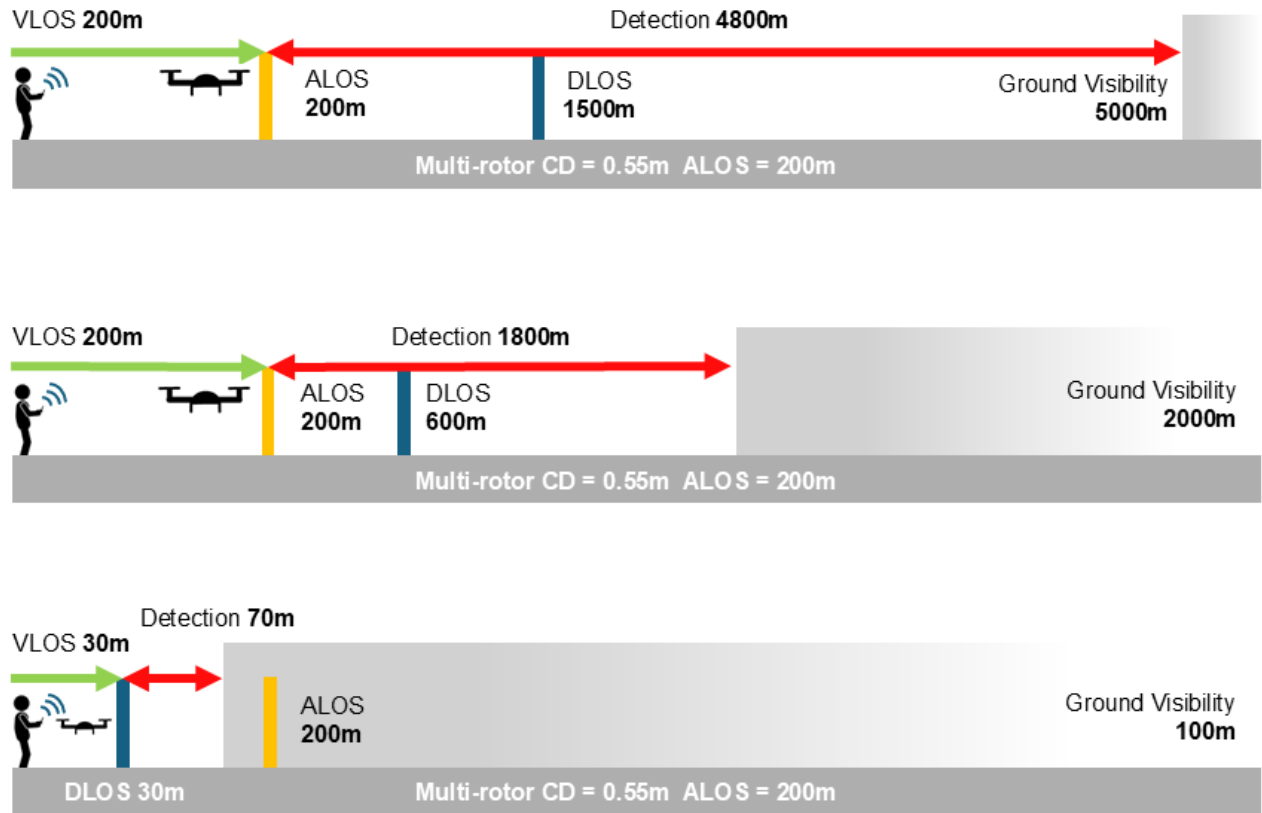 VLOS 200m
Detection 4800m
ALOS
200m
DLOS
1500m
Ground Visibility
5000m
Multi-rotor CD = 0.55m  ALOS = 200m
VLOS 200m
Detection 1800m
ALOS
200m
DLOS
600m
Ground Visibility
2000m
Multi-rotor CD = 0.55m  ALOS = 200m
Detection 70m
VLOS 30m
ALOS
200m
Ground Visibility
100m
DLOS 30m
Multi-rotor CD = 0.55m  ALOS = 200m